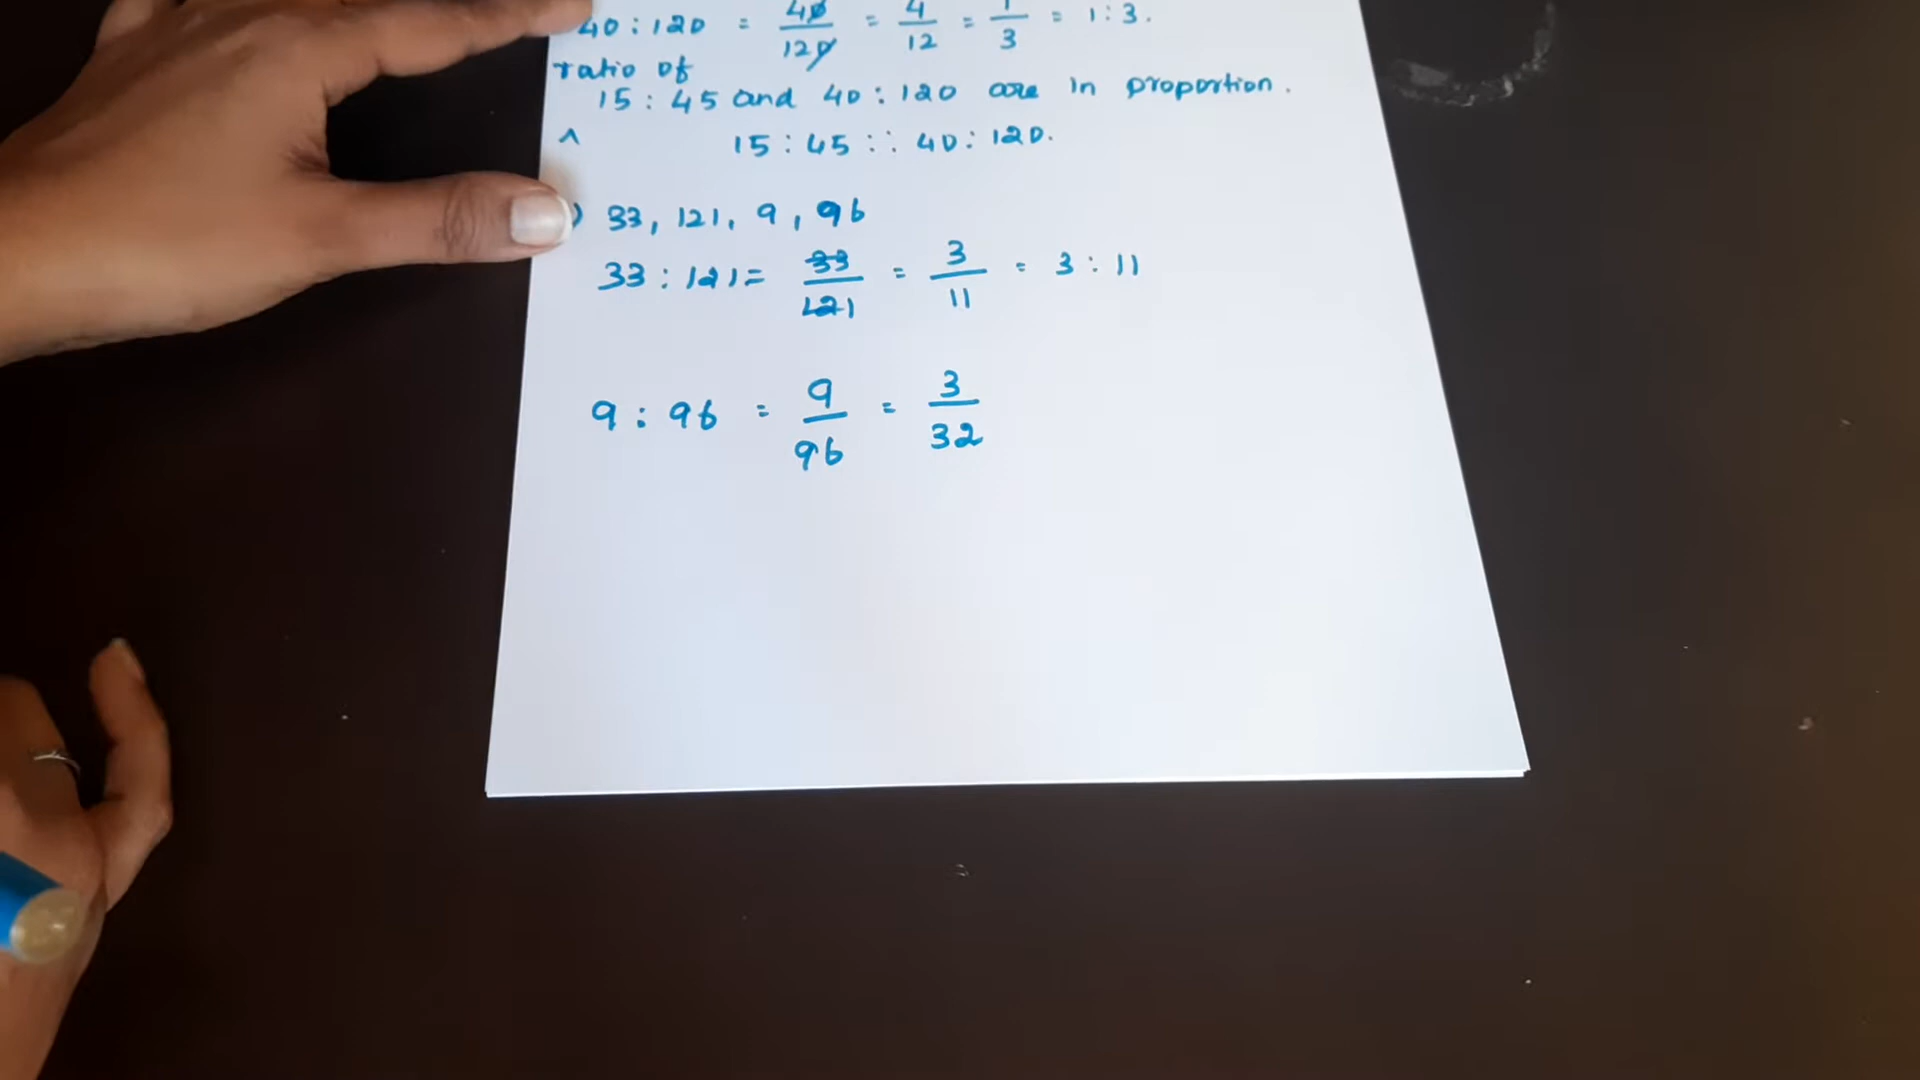 40 : 120 = 40/120 = 4/12 = 1/3 = 1:3.
ratio of
15 : 45 and 40 : 120 are in proportion.
^ 15 : 45 :: 40 : 120.
) 33, 121, 9, 96
33 : 121 = 33/121 = 3/11 = 3 : 11
9 : 96 = 9/96 = 3/32